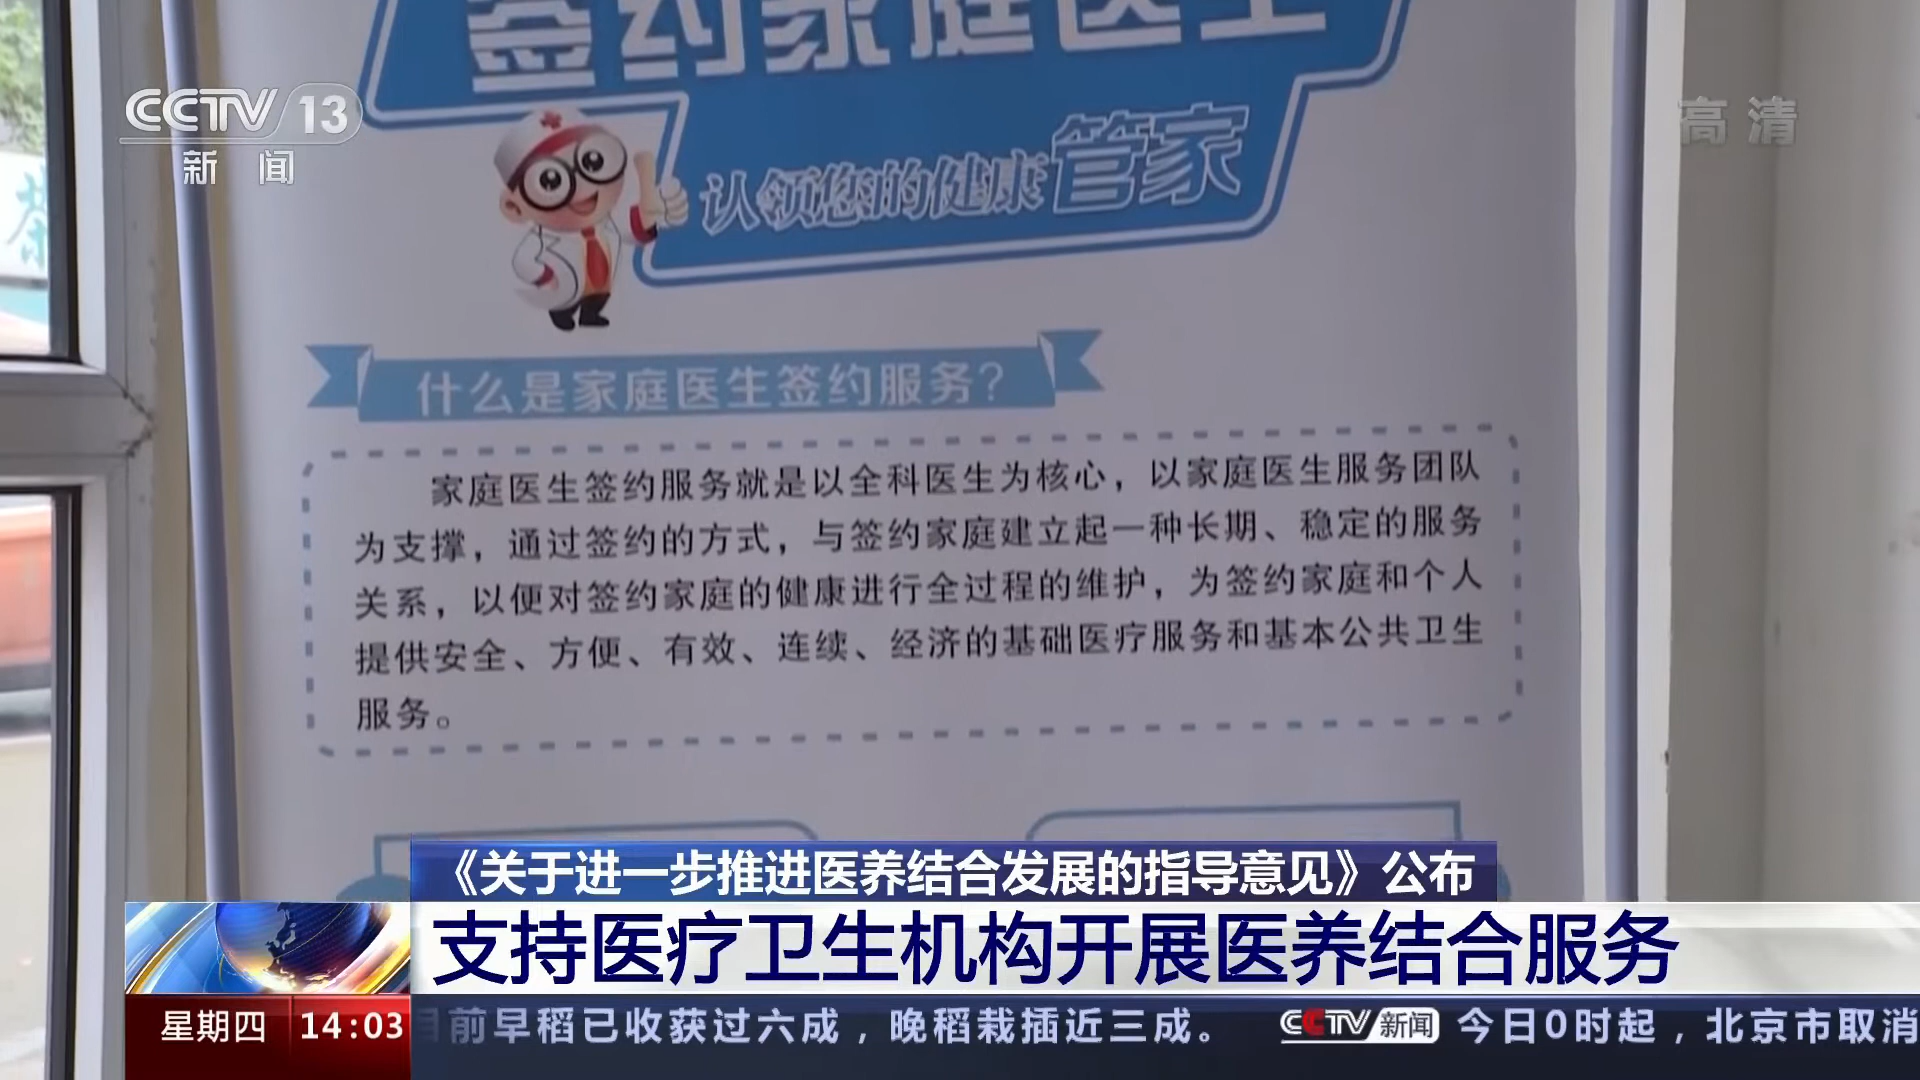 签约家庭医生
CCTV 13
新闻
高清
认领您的健康管家
什么是家庭医生签约服务?
家庭医生签约服务就是以全科医生为核心，以家庭医生服务团队
为支撑，通过签约的方式，与签约家庭建立起一种长期、稳定的服务
关系，以便对签约家庭的健康进行全过程的维护，为签约家庭和个人
提供安全、方便、有效、连续、经济的基础医疗服务和基本公共卫生
服务。
《关于进一步推进医养结合发展的指导意见》公布
支持医疗卫生机构开展医养结合服务
星期四 14:03 目前早稻已收获过六成，晚稻栽插近三成。 CCTV新闻 今日0时起，北京市取消